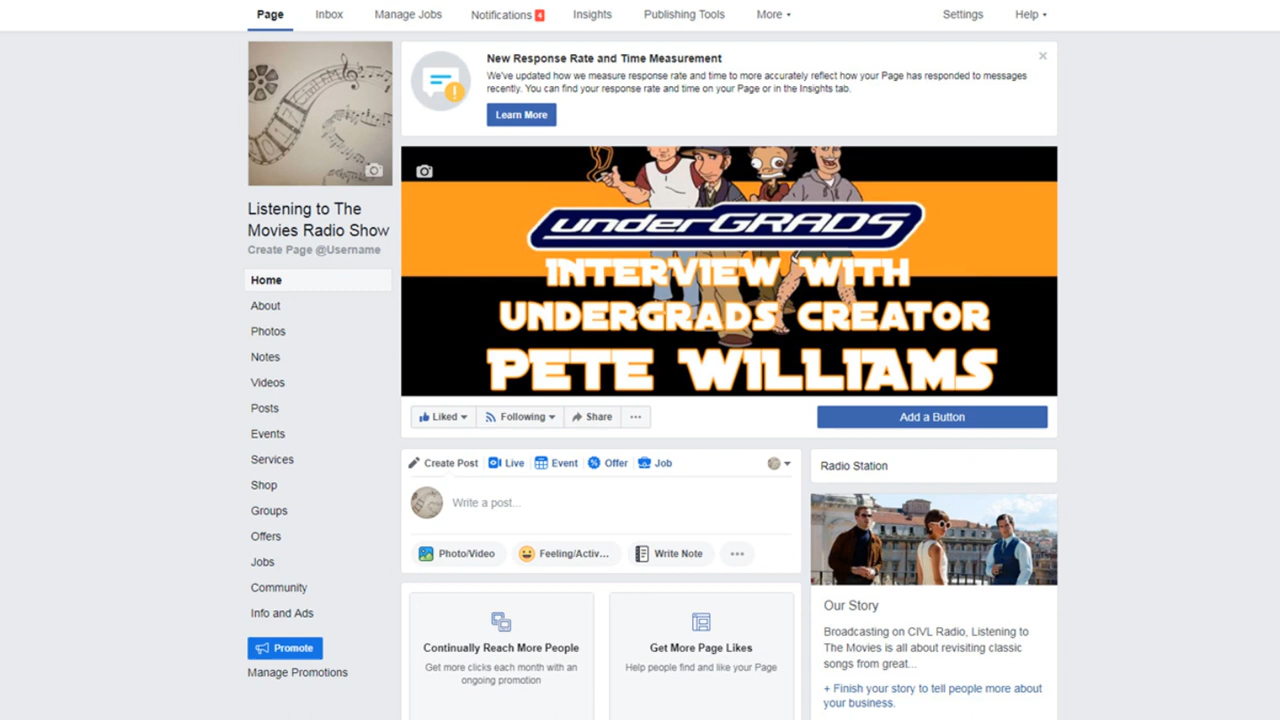 Page
Inbox
Manage Jobs
Notifications 4
Insights
Publishing Tools
More
Settings
Help
New Response Rate and Time Measurement
We've updated how we measure response rate and time to more accurately reflect how your Page has responded to messages
recently. You can find your response rate and time on your Page or in the Insights tab.
Learn More
Listening to The
Movies Radio Show
Create Page @Username
Home
About
Photos
Notes
Videos
Posts
Events
Services
Shop
Groups
Offers
Jobs
Community
Info and Ads
Promote
Manage Promotions
underGRADS
INTERVIEW WITH
UNDERGRADS CREATOR
PETE WILLIAMS
Liked
Following
Share
Add a Button
Create Post
Live
Event
Offer
Job
Write a post...
Photo/Video
Feeling/Activ...
Write Note
Continually Reach More People
Get more clicks each month with an
ongoing promotion
Get More Page Likes
Help people find and like your Page
Radio Station
Our Story
Broadcasting on CIVL Radio, Listening to
The Movies is all about revisiting classic
songs from great...
+ Finish your story to tell people more about
your business.